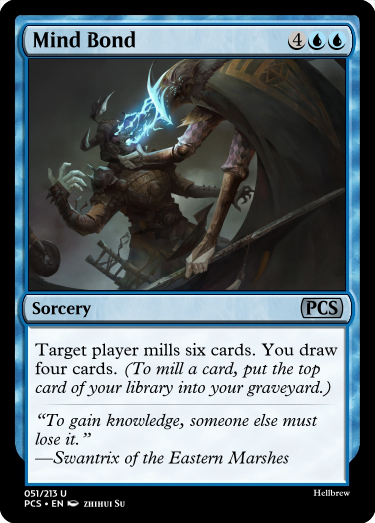 Mind Bond 4
Sorcery PCS
Target player mills six cards. You draw
four cards. (To mill a card, put the top
card of your library into your graveyard.)
“To gain knowledge, someone else must
lose it.”
—Swantrix of the Eastern Marshes
051/213 U Hellbrew
PCS • EN ZHIHUI SU